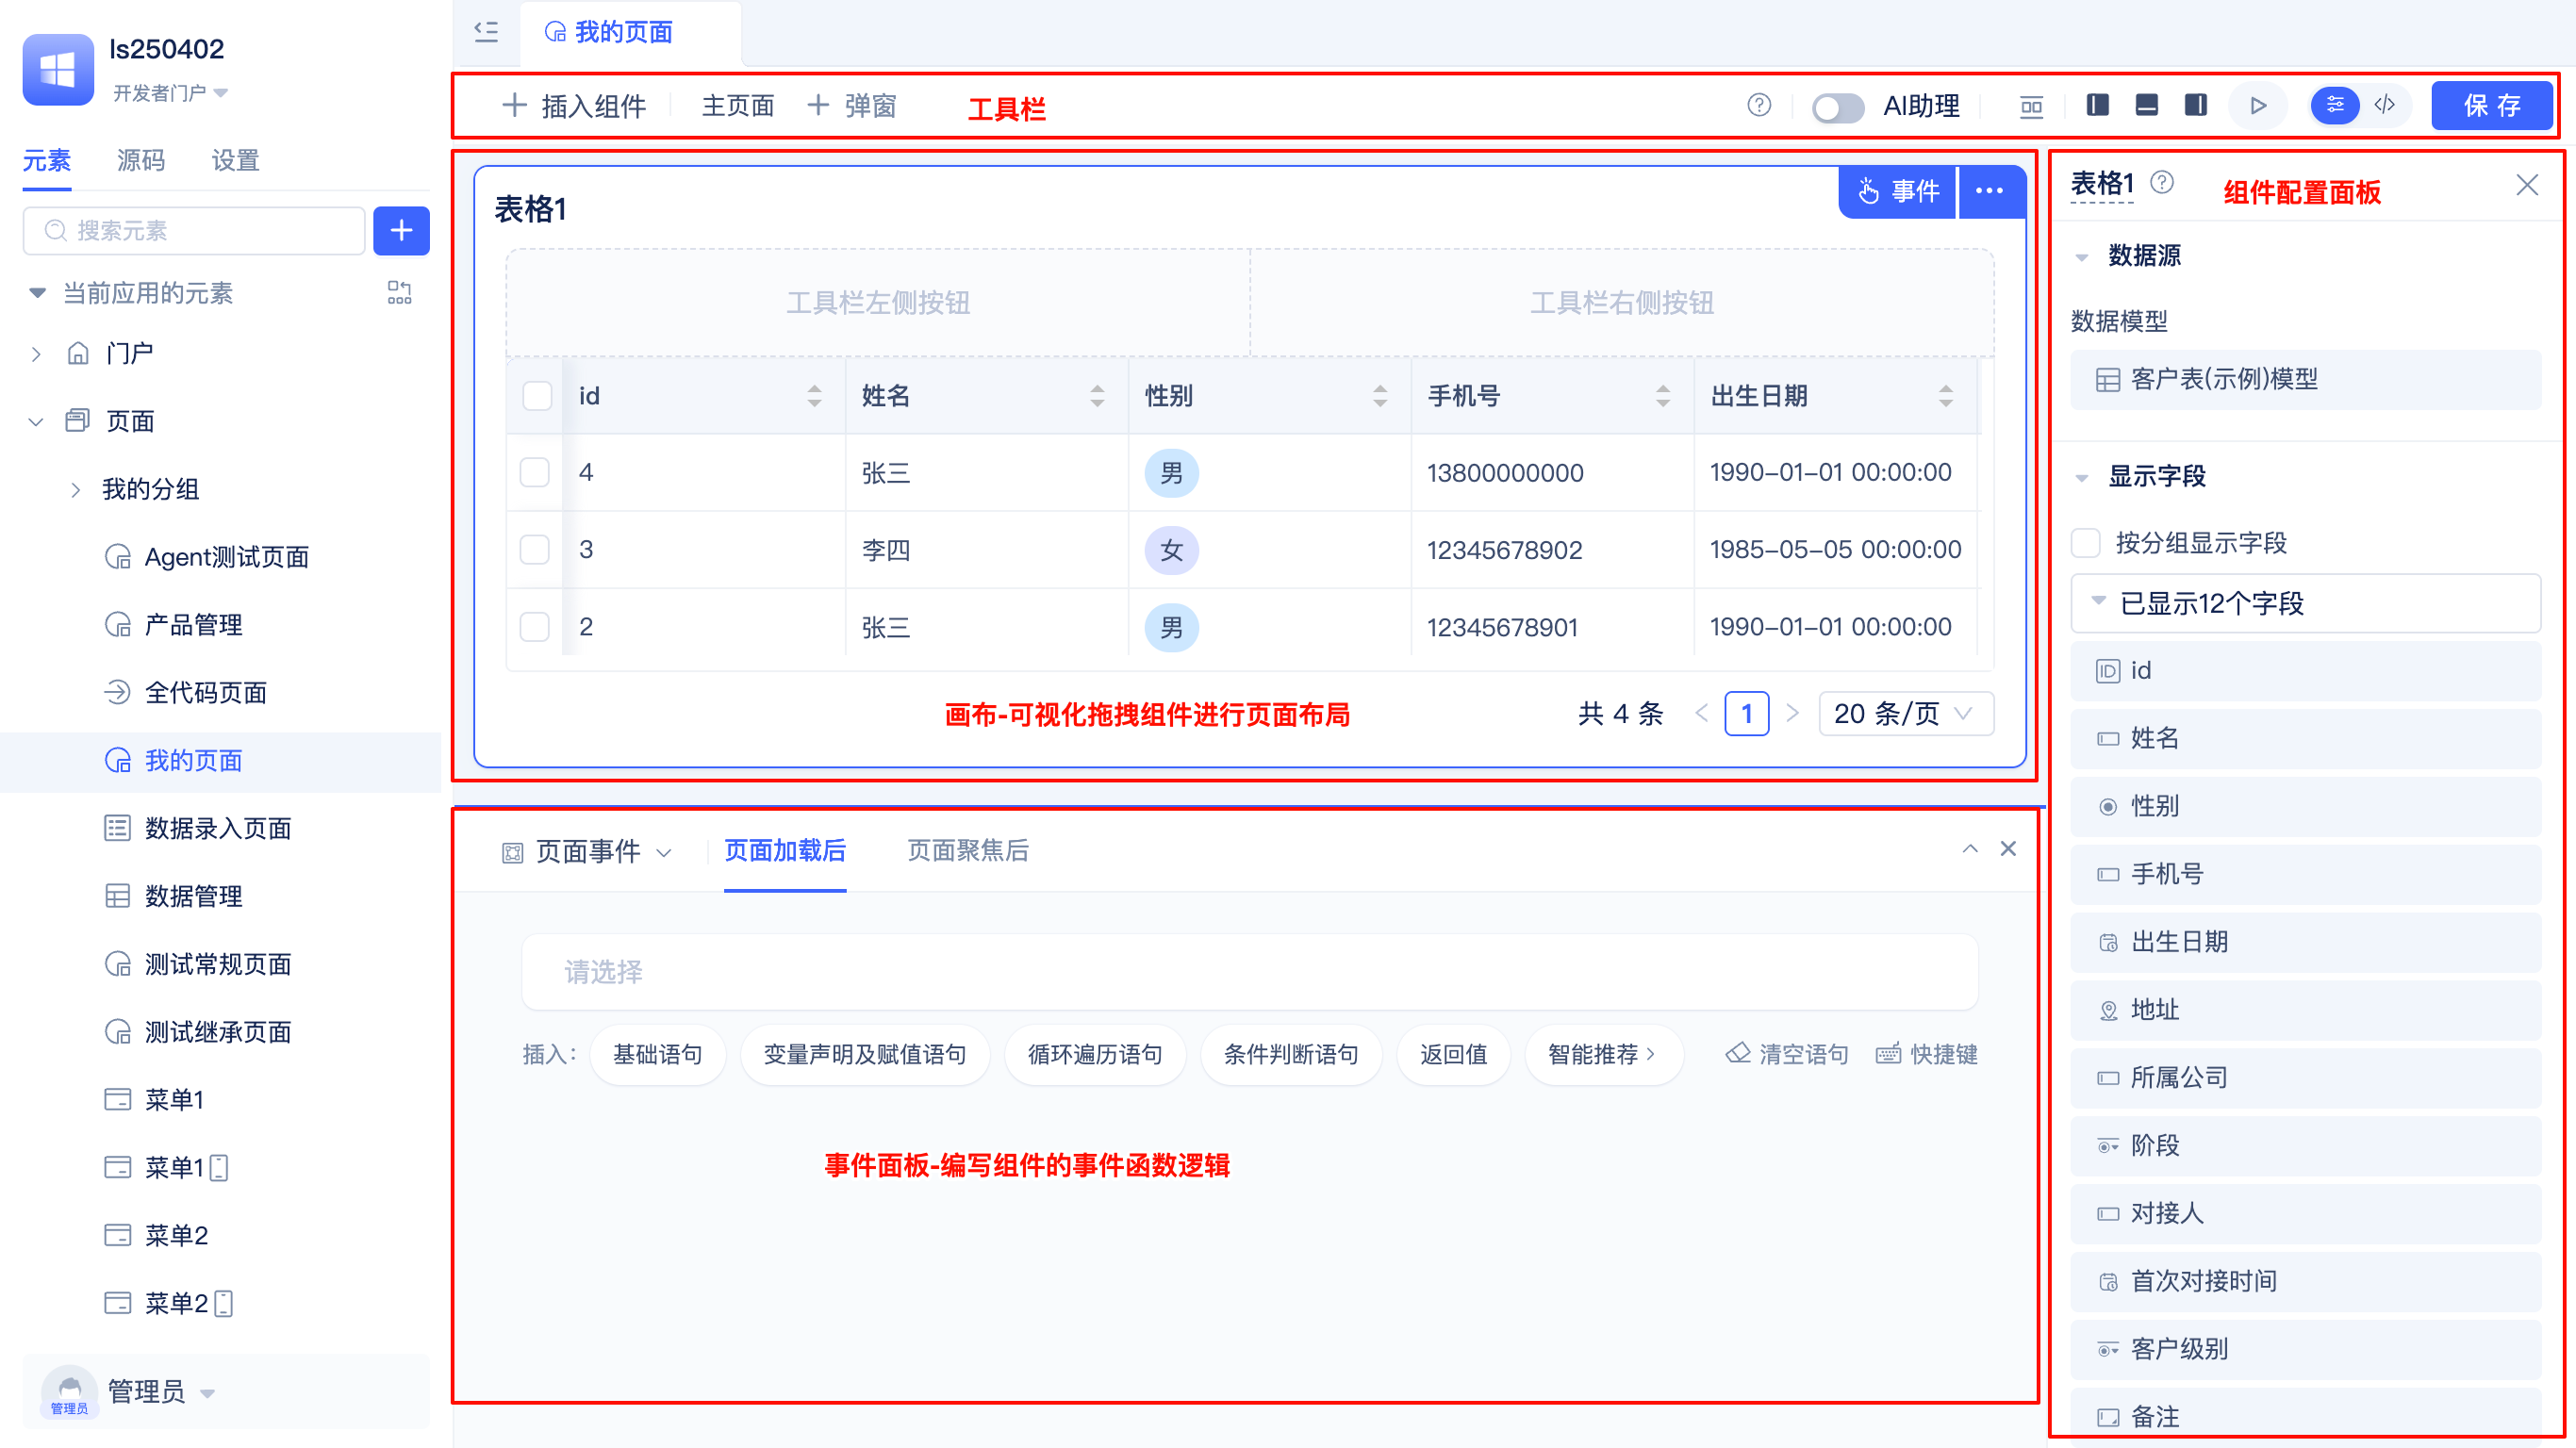 ls250402
开发者门户
元素
源码
设置
搜索元素
当前应用的元素
门户
页面
我的分组
Agent测试页面
产品管理
全代码页面
我的页面
数据录入页面
数据管理
测试常规页面
测试继承页面
菜单1
菜单1
菜单2
菜单2
管理员
管理员
我的页面
插入组件
主页面
弹窗
工具栏
AI助理
保 存
表格1
事件
工具栏左侧按钮
工具栏右侧按钮
id 姓名 性别 手机号 出生日期
4 张三 男 13800000000 1990-01-01 00:00:00
3 李四 女 12345678902 1985-05-05 00:00:00
2 张三 男 12345678901 1990-01-01 00:00:00
画布-可视化拖拽组件进行页面布局
共 4 条
1
20 条/页
页面事件
页面加载后
页面聚焦后
请选择
插入：
基础语句
变量声明及赋值语句
循环遍历语句
条件判断语句
返回值
智能推荐
清空语句
快捷键
事件面板-编写组件的事件函数逻辑
表格1
组件配置面板
数据源
数据模型
客户表(示例)模型
显示字段
按分组显示字段
已显示12个字段
id
姓名
性别
手机号
出生日期
地址
所属公司
阶段
对接人
首次对接时间
客户级别
备注